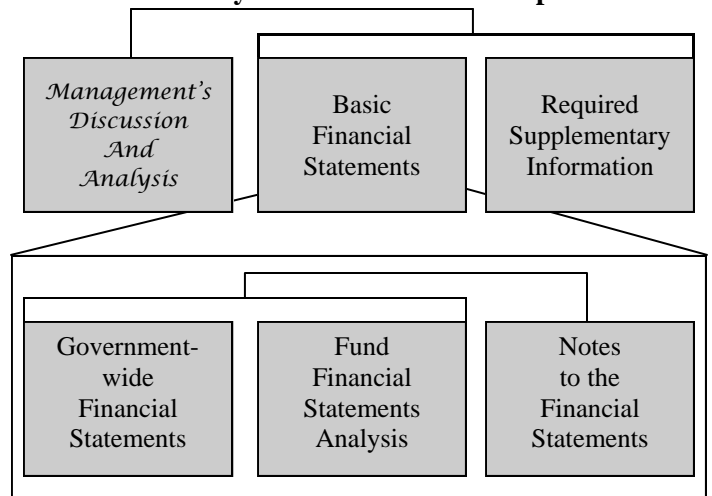 Management's
Discussion
And
Analysis
Basic
Financial
Statements
Required
Supplementary
Information
Government-
wide
Financial
Statements
Fund
Financial
Statements
Analysis
Notes
to the
Financial
Statements